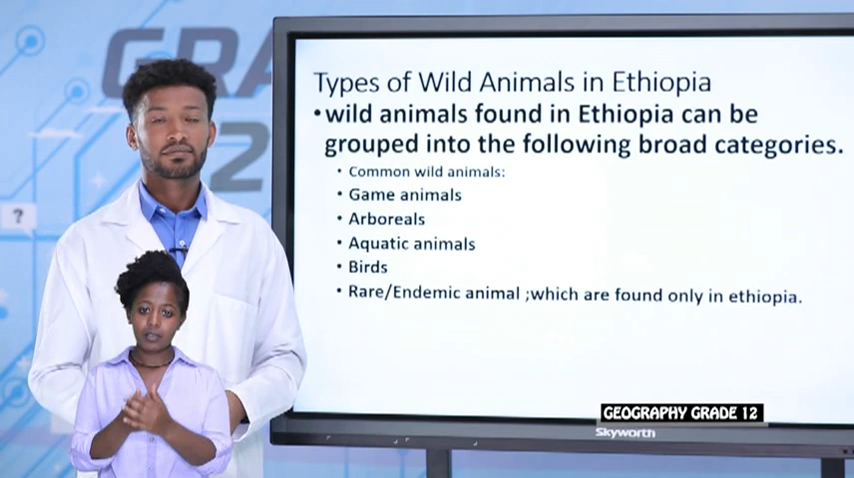 GRA
12
?
Types of Wild Animals in Ethiopia
•wild animals found in Ethiopia can be
grouped into the following broad categories.
• Common wild animals:
• Game animals
• Arboreals
• Aquatic animals
• Birds
• Rare/Endemic animal ;which are found only in ethiopia.
GEOGRAPHY GRADE 12
Skyworth